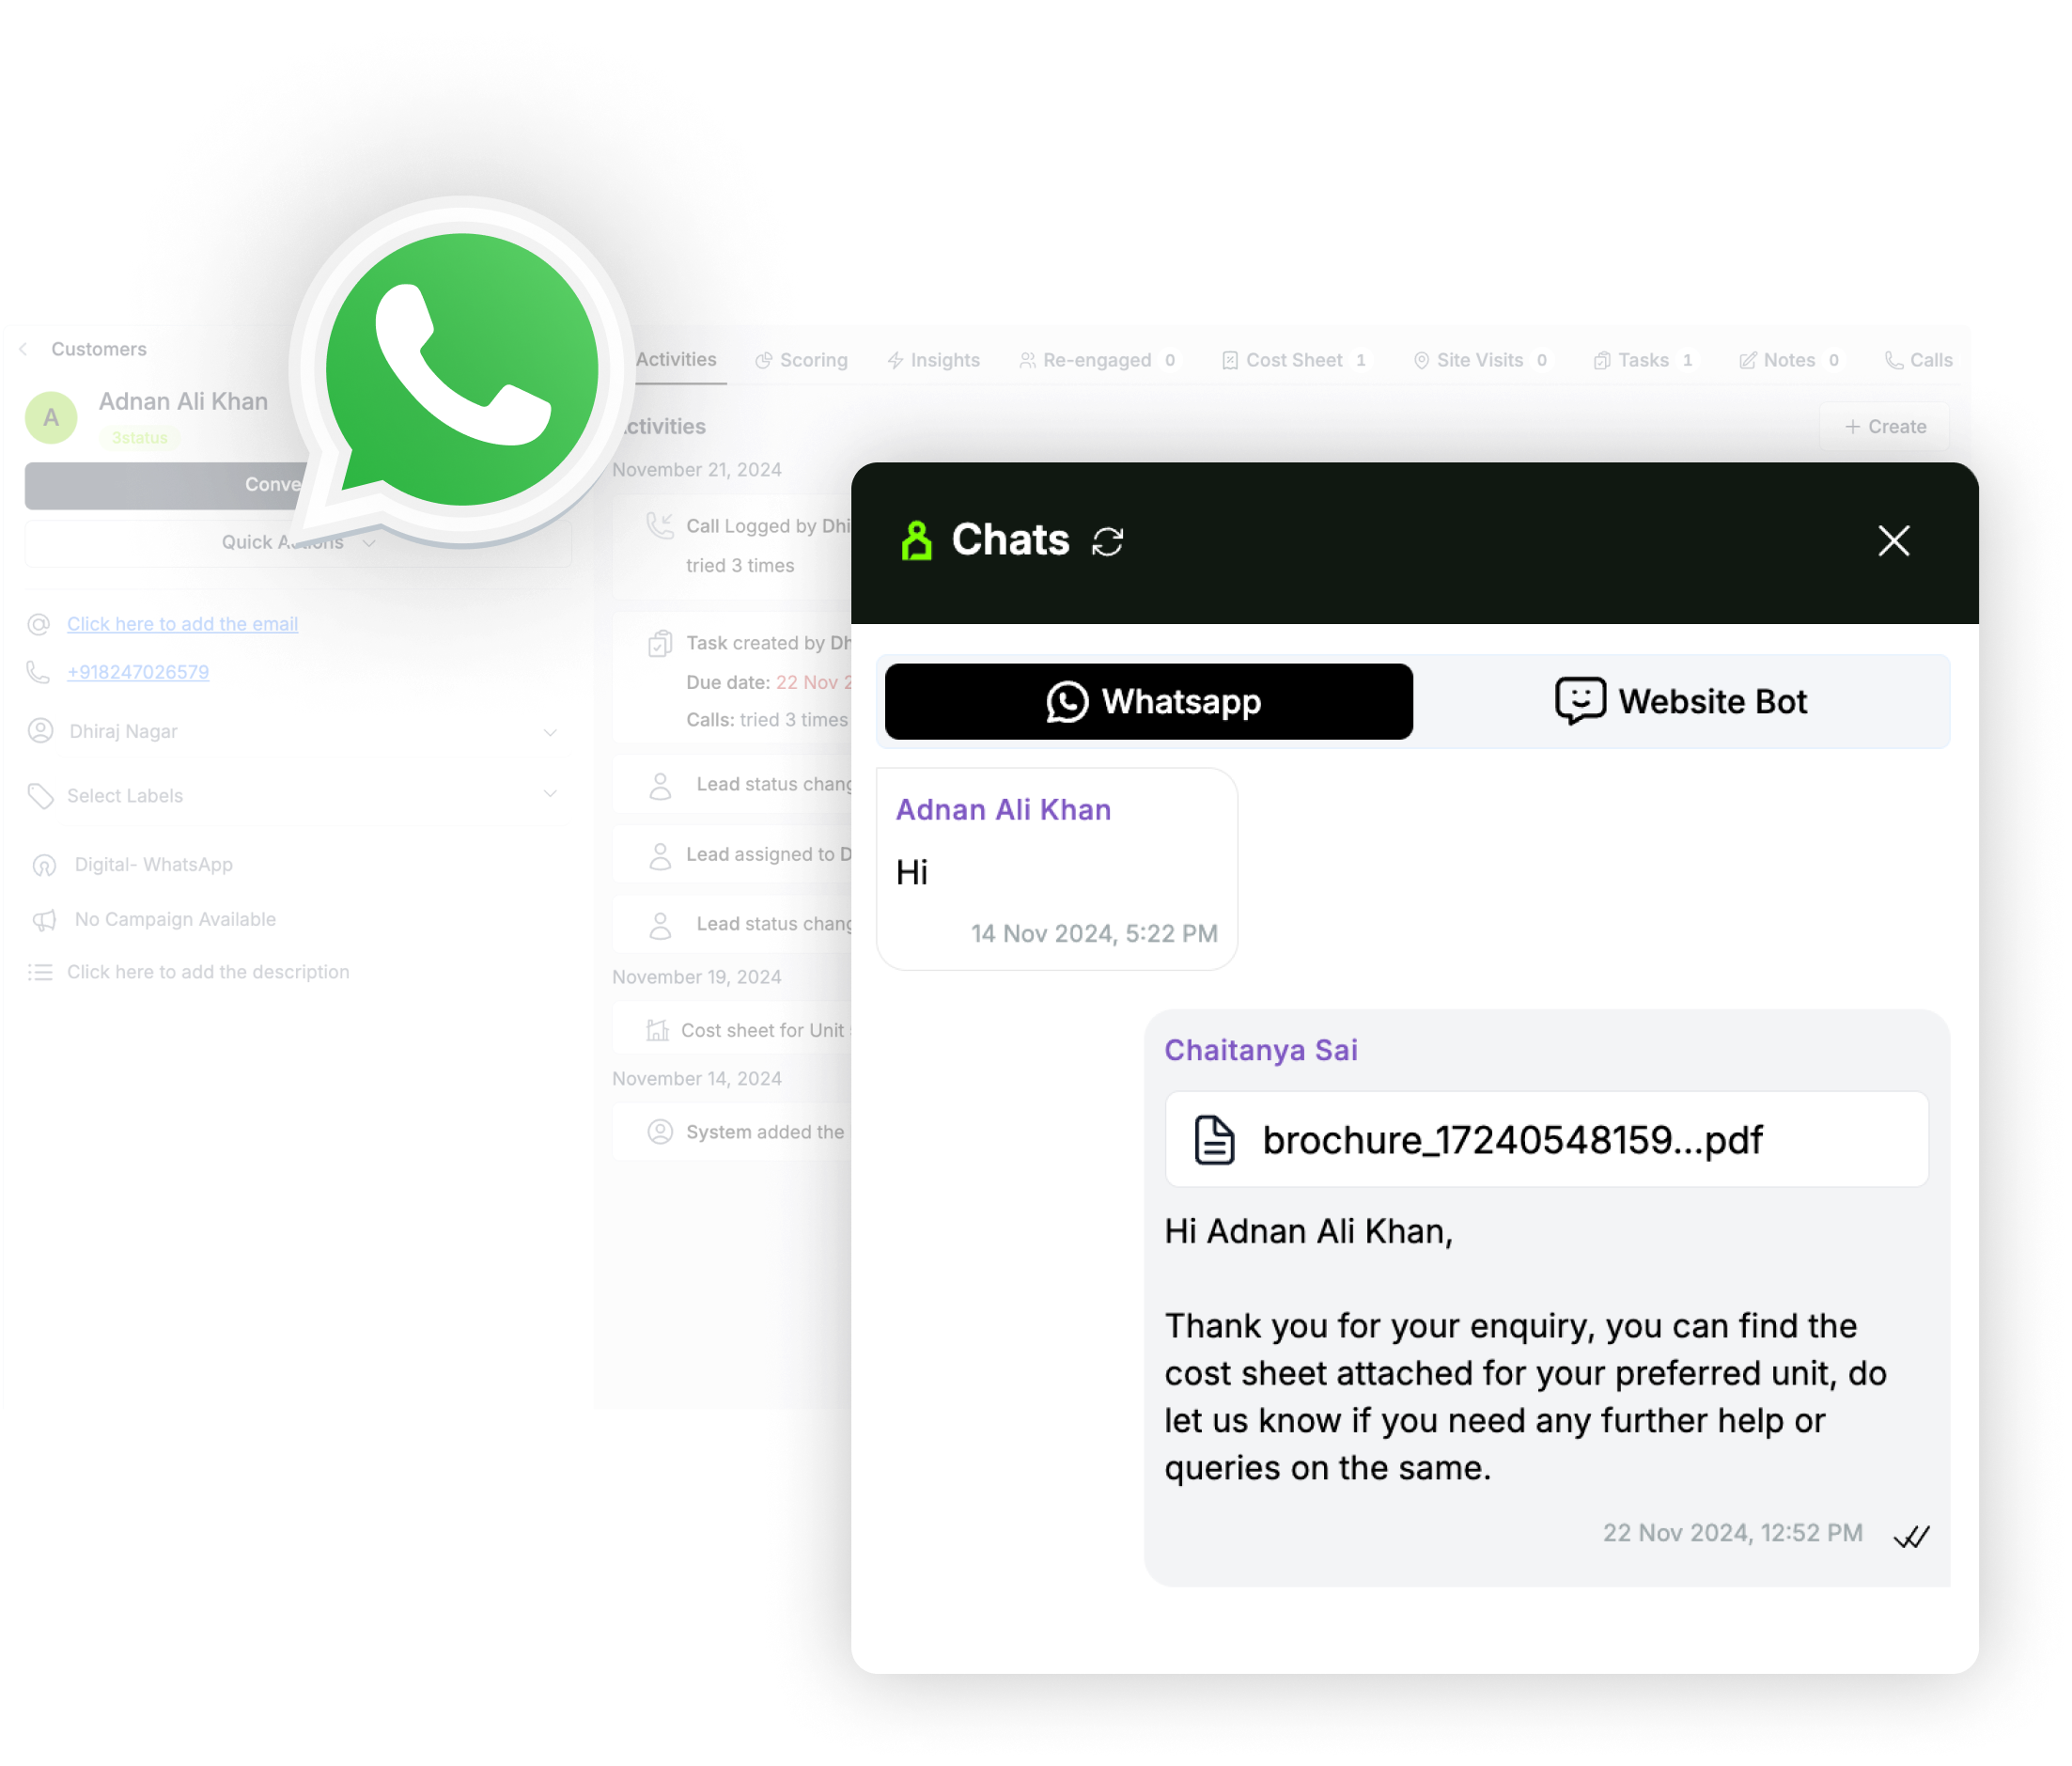 Customers
A
Adnan Ali Khan
3status
Conve
Quick Actions
Click here to add the email
+918247026579
Dhiraj Nagar
Select Labels
Digital- WhatsApp
No Campaign Available
Click here to add the description
Activities
Scoring
Insights
Re-engaged 0
Cost Sheet 1
Site Visits 0
Tasks 1
Notes 0
Calls
ctivities
+ Create
November 21, 2024
Call Logged by Dhi
tried 3 times
Task created by Dh
Due date: 22 Nov 2
Calls: tried 3 times
Lead status chang
Lead assigned to D
Lead status chang
November 19, 2024
Cost sheet for Unit
November 14, 2024
System added the
Chats
Whatsapp
Website Bot
Adnan Ali Khan
Hi
14 Nov 2024, 5:22 PM
Chaitanya Sai
brochure_17240548159...pdf
Hi Adnan Ali Khan,
Thank you for your enquiry, you can find the
cost sheet attached for your preferred unit, do
let us know if you need any further help or
queries on the same.
22 Nov 2024, 12:52 PM